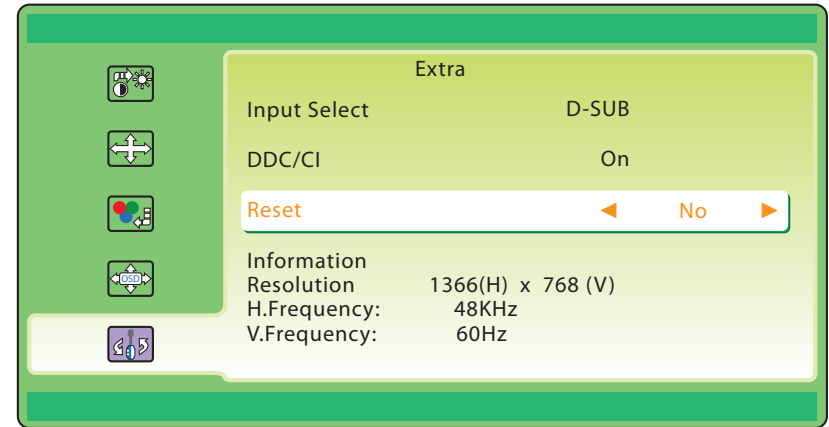 Extra
Input Select D-SUB
DDC/CI On
Reset ◀ No ▶
Information
Resolution 1366(H) x 768 (V)
H.Frequency: 48KHz
V.Frequency: 60Hz
OSD